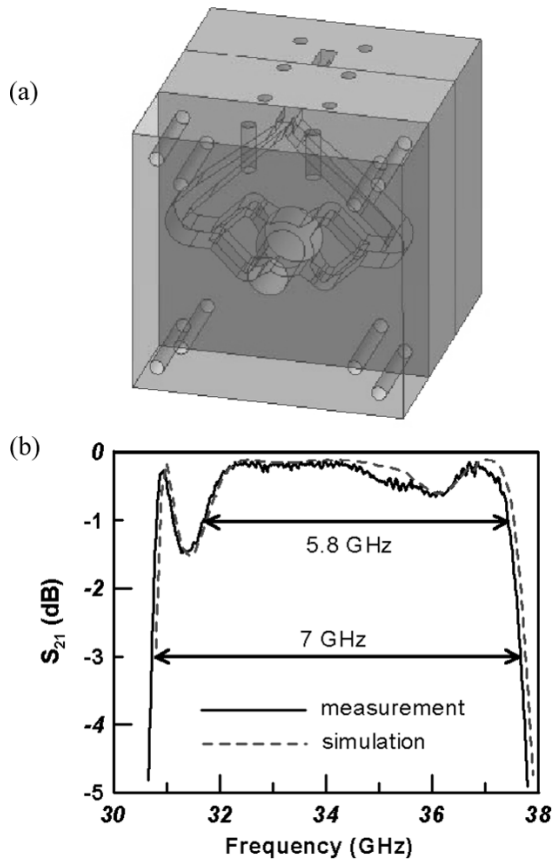 (a)
(b)
0
-1
-2
-3
-4
-5
S21 (dB)
5.8 GHz
7 GHz
measurement
simulation
30 32 34 36 38
Frequency (GHz)